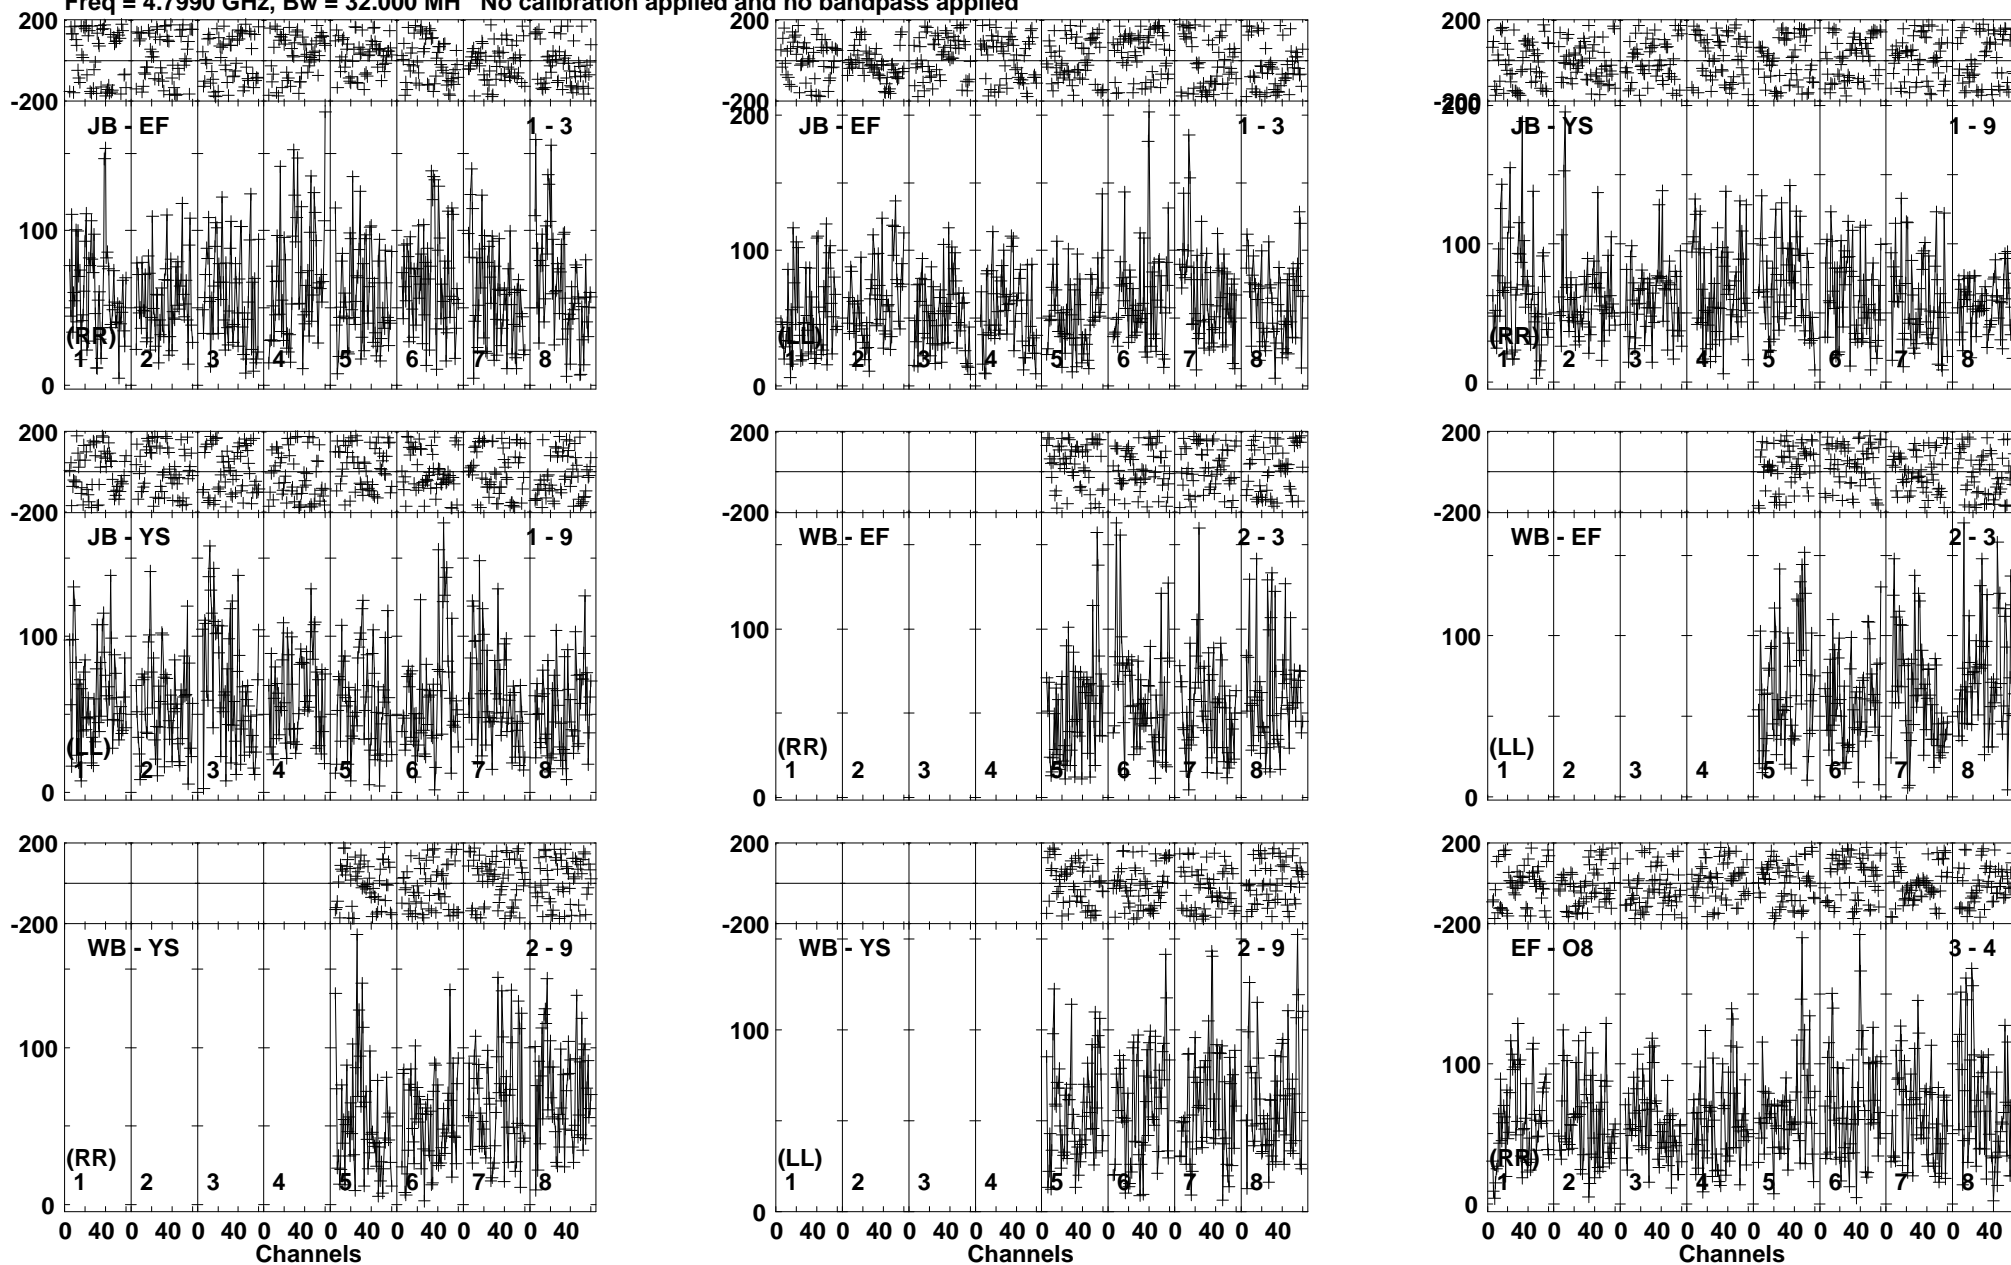 Freq = 4.7990 GHz, Bw = 32.000 MH No calibration applied and no bandpass applied
200 200 200
-200 -200 -200
JB - EF 1 - 3 JB - EF 1 - 3 JB - YS 1 - 9
200 200
100 100 100
(RR) (LL) (RR)
1 2 3 4 5 6 7 8 1 2 3 4 5 6 7 8 1 2 3 4 5 6 7 8
0 0 0
200 200 200
-200 -200 -200
JB - YS 1 - 9 WB - EF 2 - 3 WB - EF 2 - 3
100 100 100
(LL) (RR) (LL)
1 2 3 4 5 6 7 8 1 2 3 4 5 6 7 8 1 2 3 4 5 6 7 8
0 0 0
200 200 200
-200 -200 -200
WB - YS 2 - 9 WB - YS 2 - 9 EF - O8 3 - 4
100 100 100
(RR) (LL) (RR)
1 2 3 4 5 6 7 8 1 2 3 4 5 6 7 8 1 2 3 4 5 6 7 8
0 0 0
0 40 0 40 0 40 0 40 0 40 0 40 0 40 0 40 0 40 0 40 0 40 0 40 0 40 0 40 0 40 0 40 0 40 0 40 0 40 0 40 0 40 0 40 0 40 0 40
Channels Channels Channels